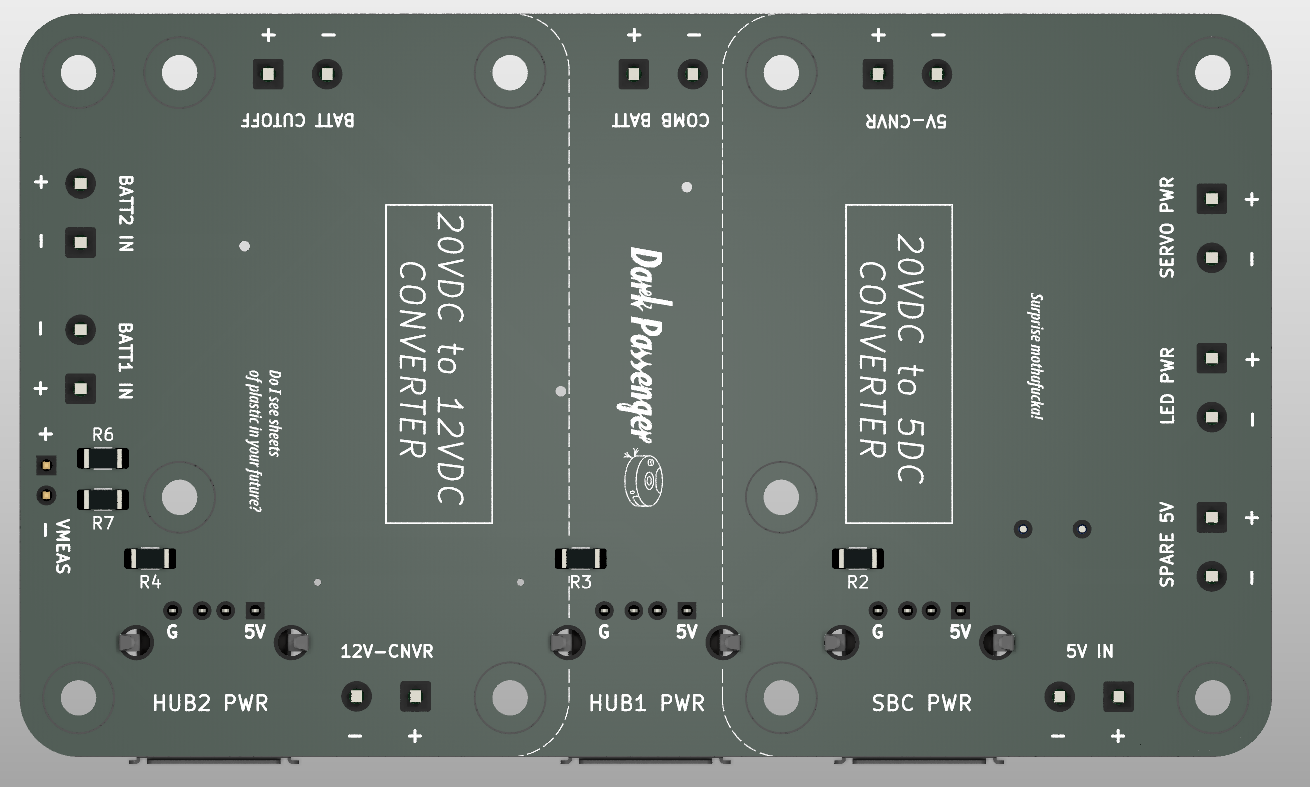 + −
BATT CUTOFF
+ −
COMB BATT
+ −
5V-CNVR
+
−
BATT2 IN
−
+
BATT1 IN
+
−
VMEAS
R6
R7
R4
Do I see sheets
of plastic in your future?
20VDC to 12VDC
CONVERTER
Dark Passenger
20VDC to 5DC
CONVERTER
Surprise mothafucka!
SERVO PWR
+
−
LED PWR
+
−
SPARE 5V
+
−
R3
R2
G 5V
G 5V
G 5V
12V-CNVR
− +
5V IN
− +
HUB2 PWR
HUB1 PWR
SBC PWR